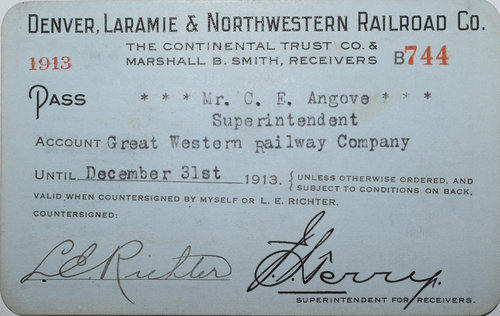 DENVER, LARAMIE & NORTHWESTERN RAILROAD CO.
THE CONTINENTAL TRUST CO. &
1913 MARSHALL B. SMITH, RECEIVERS B744
PASS * * * Mr. C. E. Angove * * *
Superintendent
ACCOUNT Great Western Railway Company
UNTIL December 31st 1913. { UNLESS OTHERWISE ORDERED, AND
SUBJECT TO CONDITIONS ON BACK,
VALID WHEN COUNTERSIGNED BY MYSELF OR L. E. RICHTER.
COUNTERSIGNED:
L. E. Richter J. S. Terry.
SUPERINTENDENT FOR RECEIVERS.